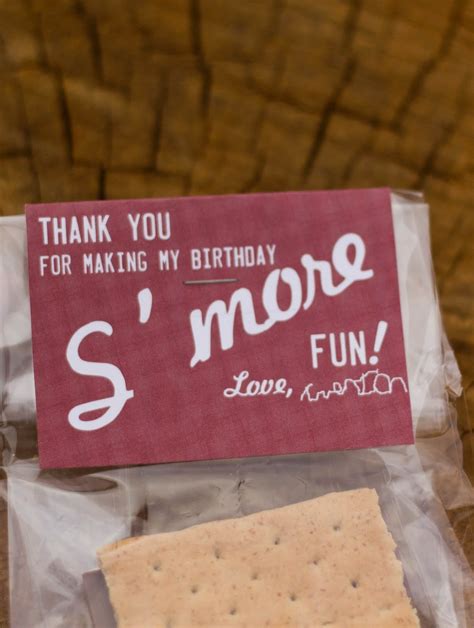 THANK YOU
FOR MAKING MY BIRTHDAY
S'more
FUN!
Love,